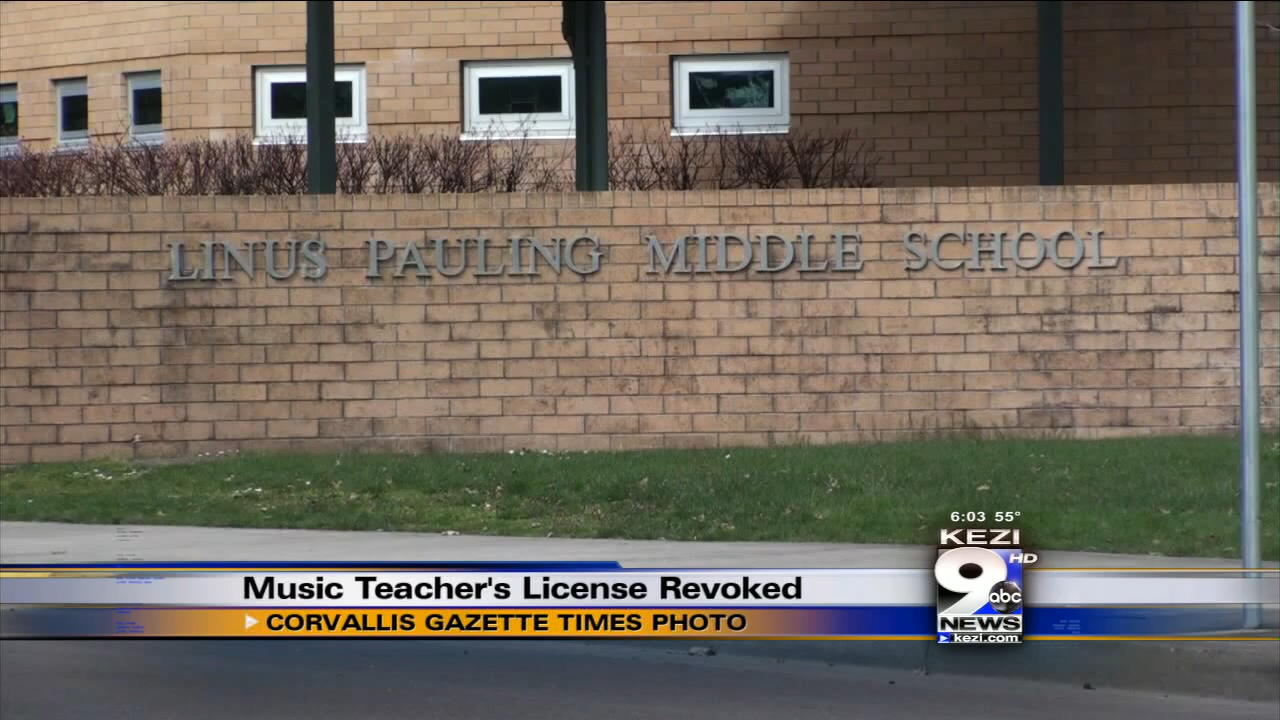 LINUS PAULING MIDDLE SCHOOL
6:03 55°
KEZI
9 HD
abc
Music Teacher's License Revoked
CORVALLIS GAZETTE TIMES PHOTO
NEWS
kezi.com